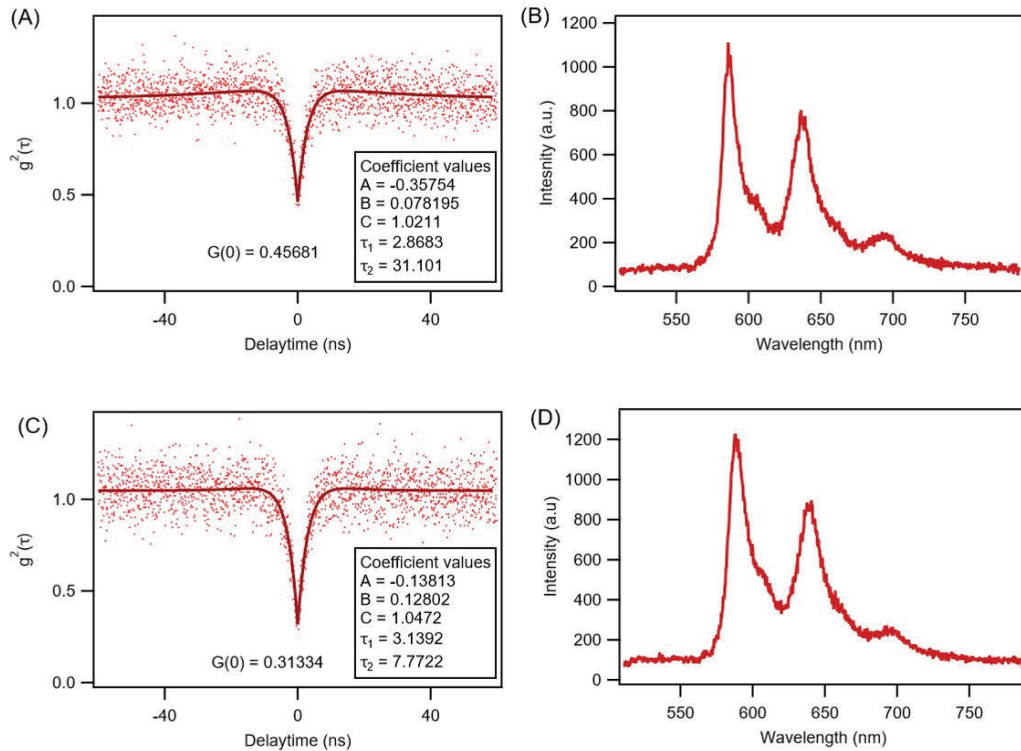 (A)
g²(τ)
1.0
0.5
0.0
Coefficient values
A = -0.35754
B = 0.078195
C = 1.0211
τ₁ = 2.8683
τ₂ = 31.101
G(0) = 0.45681
-40 0 40
Delaytime (ns)
(B)
Intesnity (a.u.)
1200
1000
800
600
400
200
0
550 600 650 700 750
Wavelength (nm)
(C)
g²(τ)
1.0
0.5
0.0
Coefficient values
A = -0.13813
B = 0.12802
C = 1.0472
τ₁ = 3.1392
τ₂ = 7.7722
G(0) = 0.31334
-40 0 40
Delaytime (ns)
(D)
Intensity (a.u)
1200
1000
800
600
400
200
0
550 600 650 700 750
Wavelength (nm)